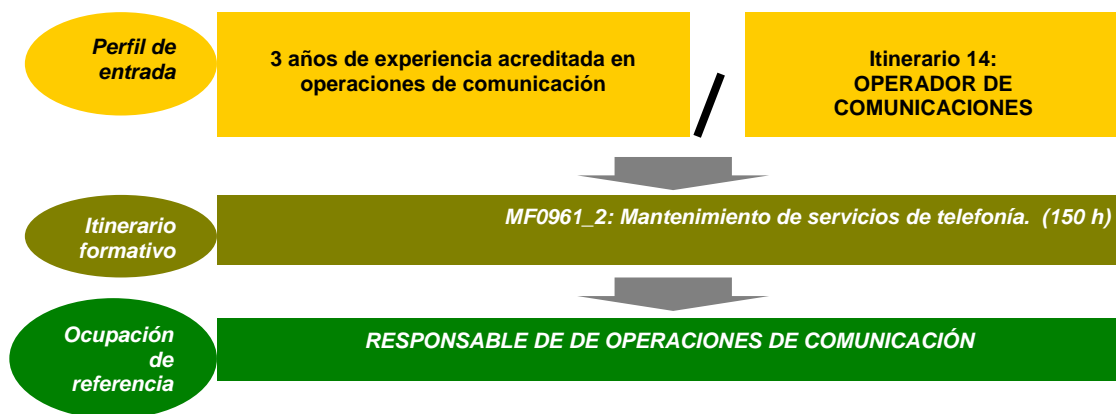 Perfil de
entrada
3 años de experiencia acreditada en
operaciones de comunicación
Itinerario 14:
OPERADOR DE
COMUNICACIONES
Itinerario
formativo
MF0961_2: Mantenimiento de servicios de telefonía. (150 h)
Ocupación
de
referencia
RESPONSABLE DE DE OPERACIONES DE COMUNICACIÓN